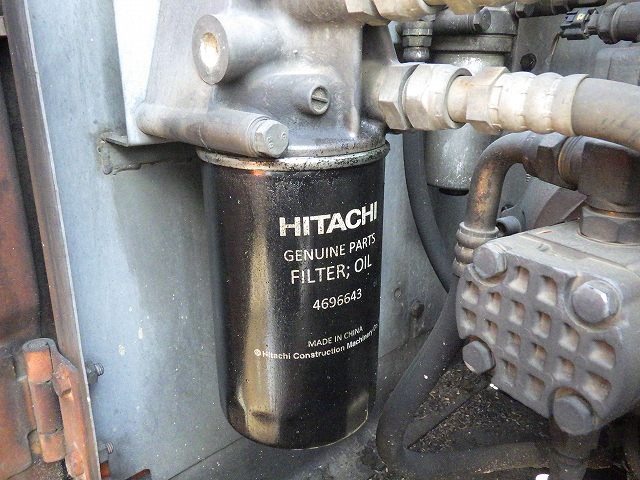 HITACHI
GENUINE PARTS
FILTER; OIL
4696643
MADE IN CHINA
© Hitachi Construction Machinery Co.